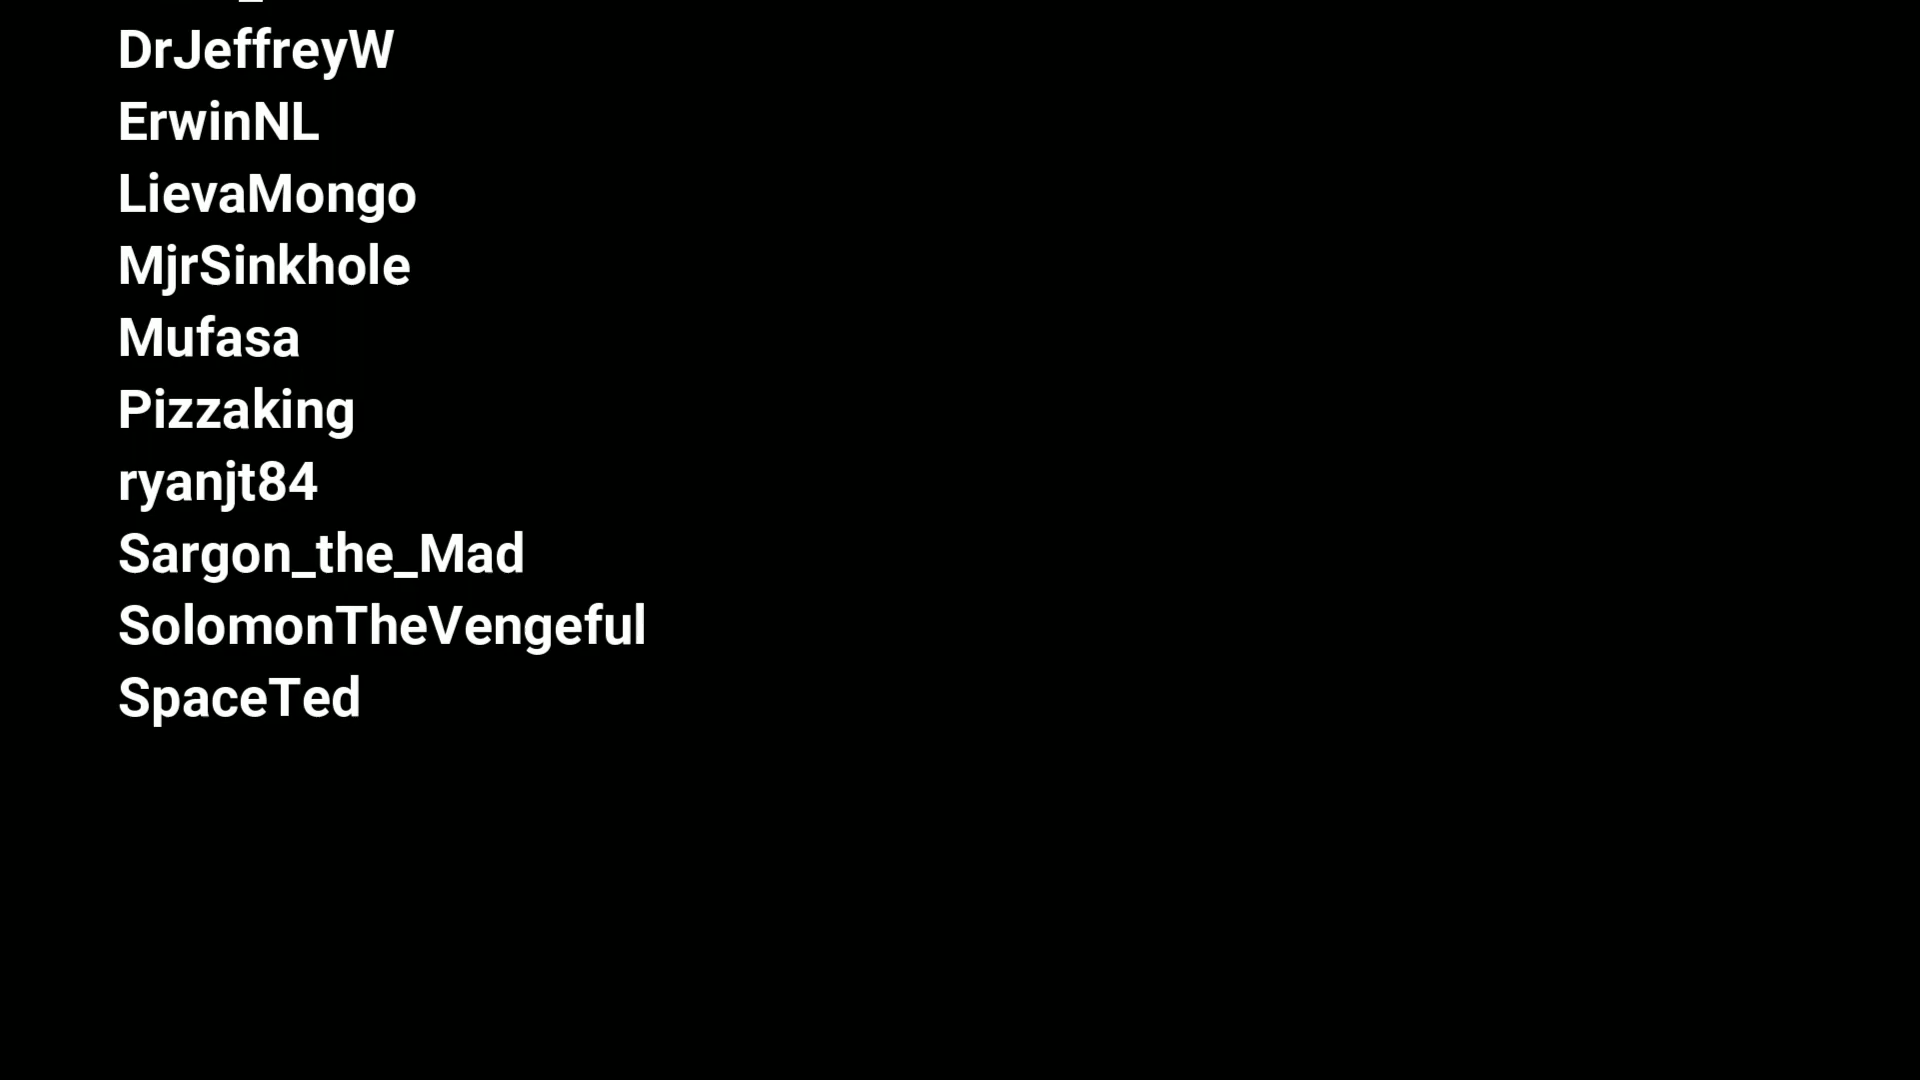 DrJeffreyW
ErwinNL
LievaMongo
MjrSinkhole
Mufasa
Pizzaking
ryanjt84
Sargon_the_Mad
SolomonTheVengeful
SpaceTed